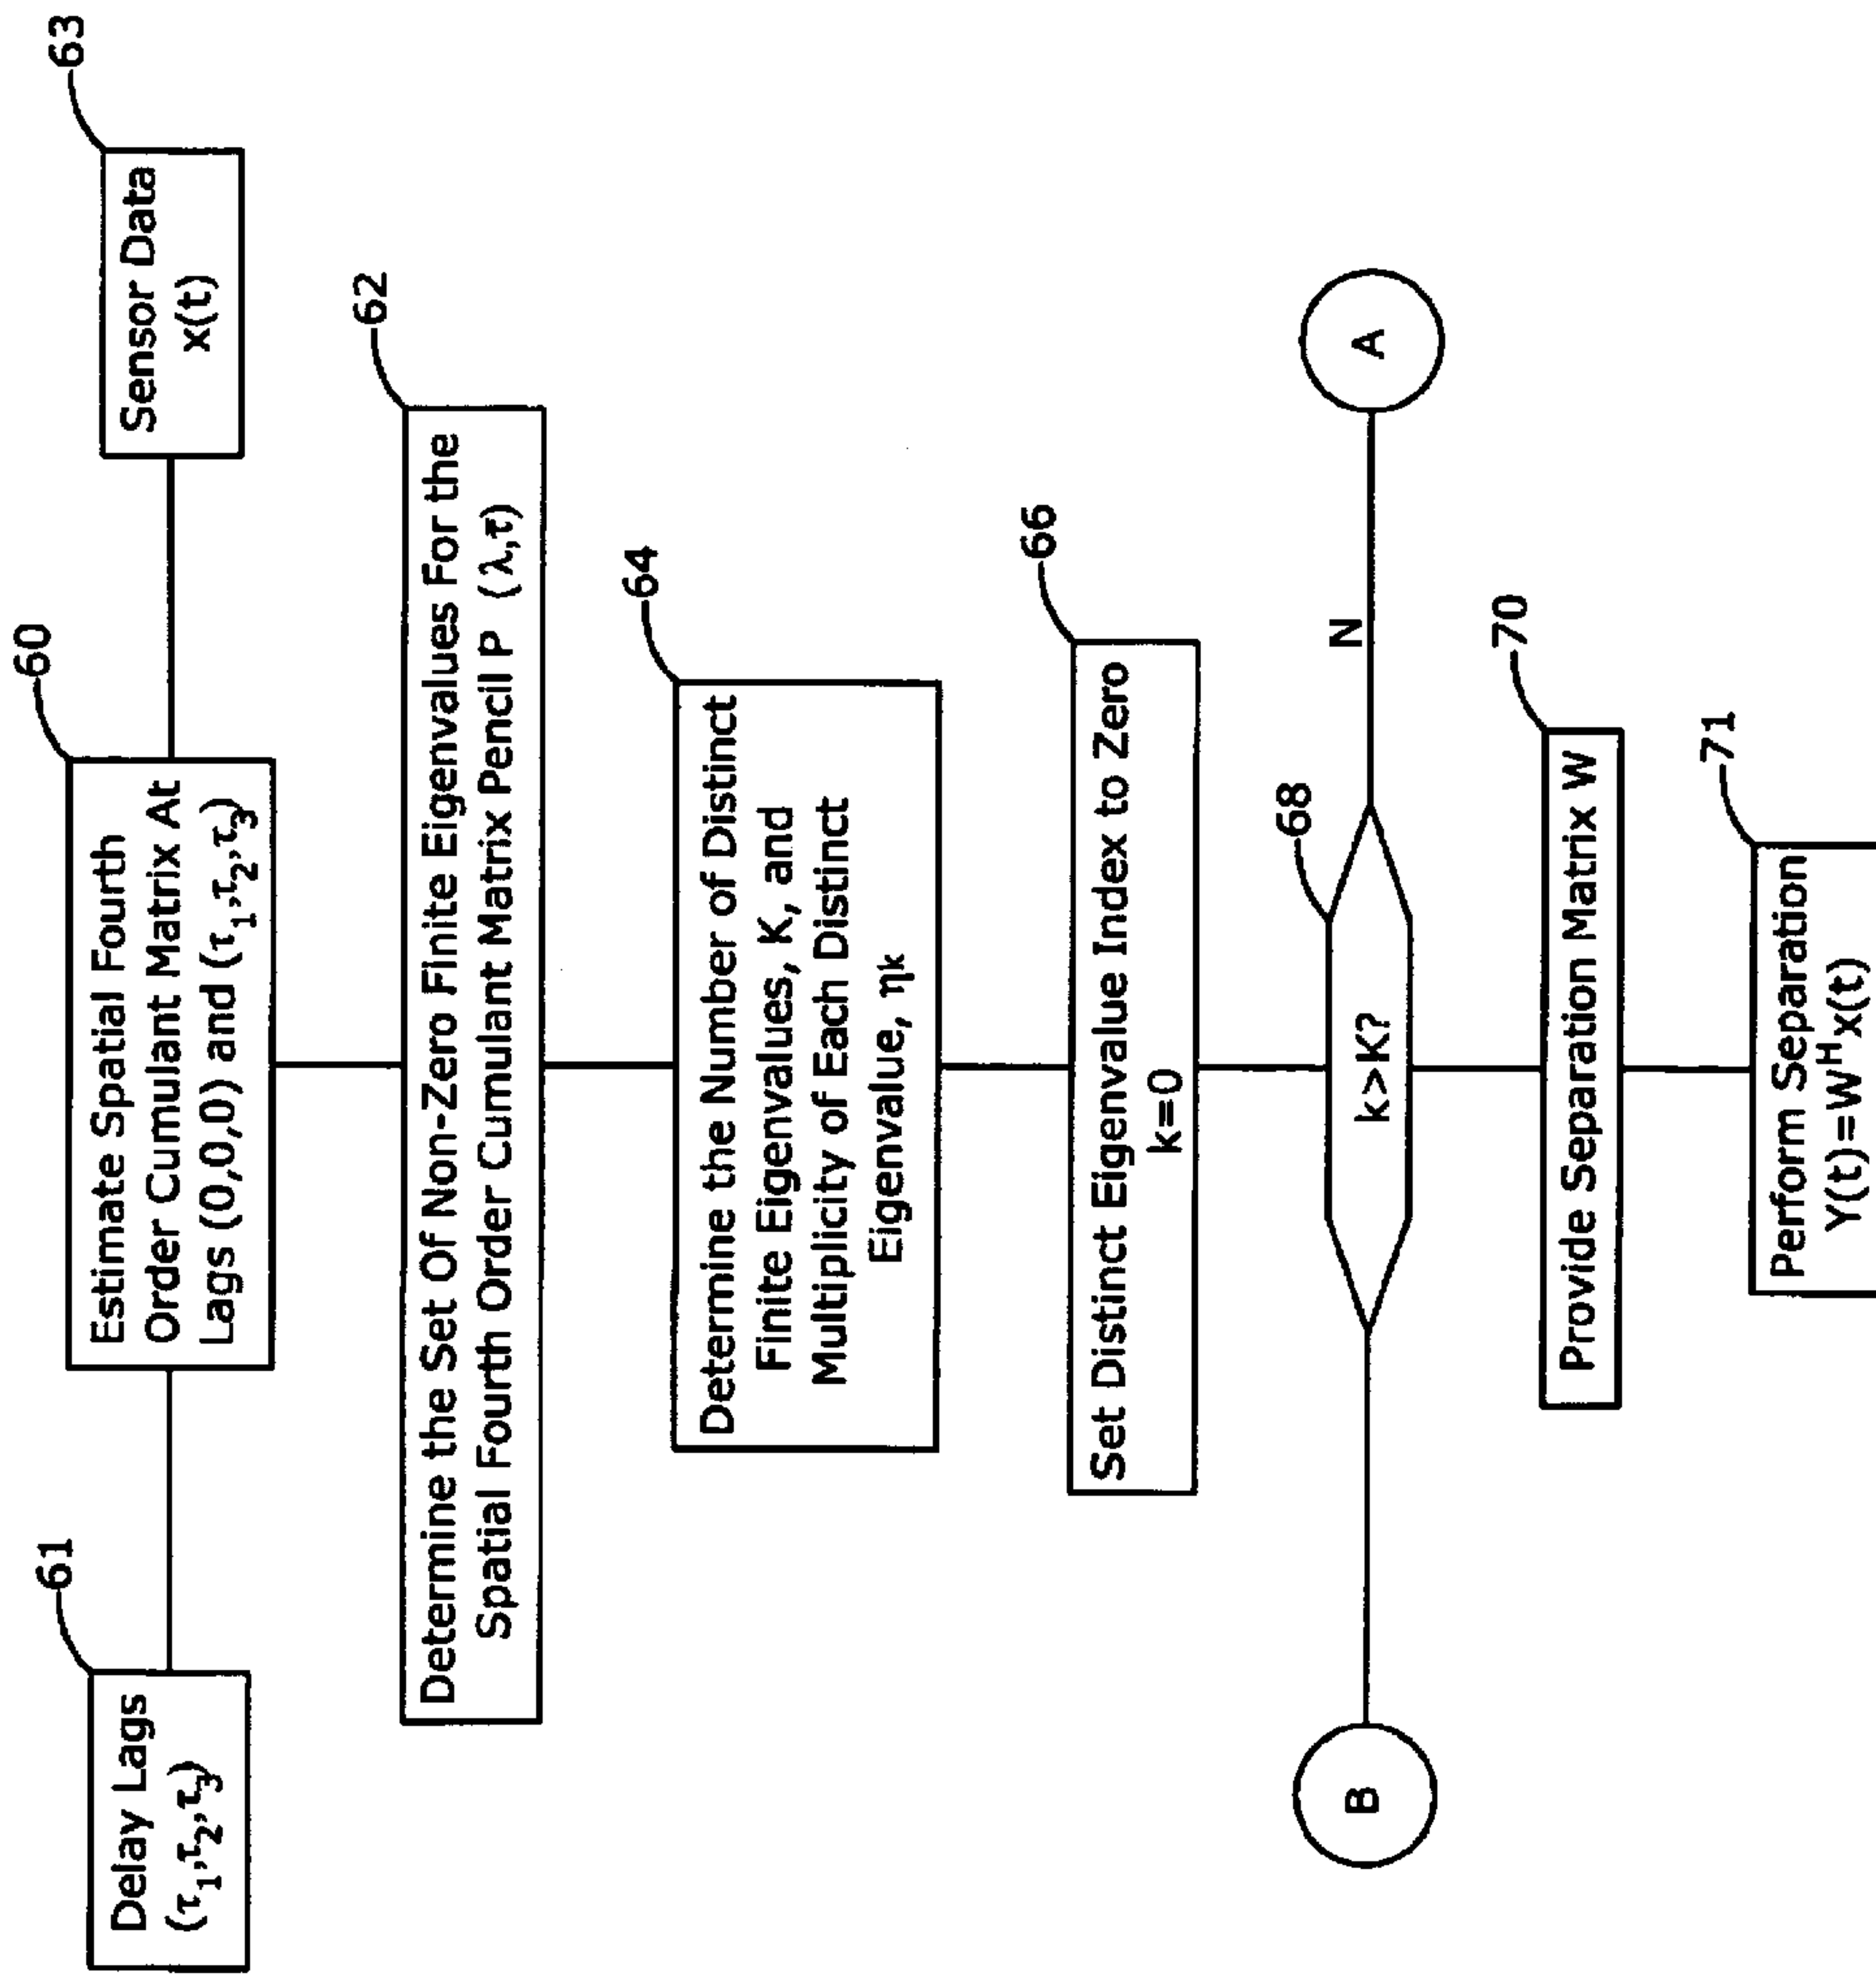 61
Delay Lags
(τ1,τ2,τ3)
60
Estimate Spatial Fourth
Order Cumulant Matrix At
Lags (0,0,0) and (τ1,τ2,τ3)
63
Sensor Data
x(t)
62
Determine the Set Of Non-Zero Finite Eigenvalues For the
Spatial Fourth Order Cumulant Matrix Pencil P (λ,τ)
64
Determine the Number of Distinct
Finite Eigenvalues, K, and
Multiplicity of Each Distinct
Eigenvalue, ηk
66
Set Distinct Eigenvalue Index to Zero
k=0
68
B
k>K?
N
A
70
Provide Separation Matrix W
71
Perform Separation
Y(t)=W^H x(t)